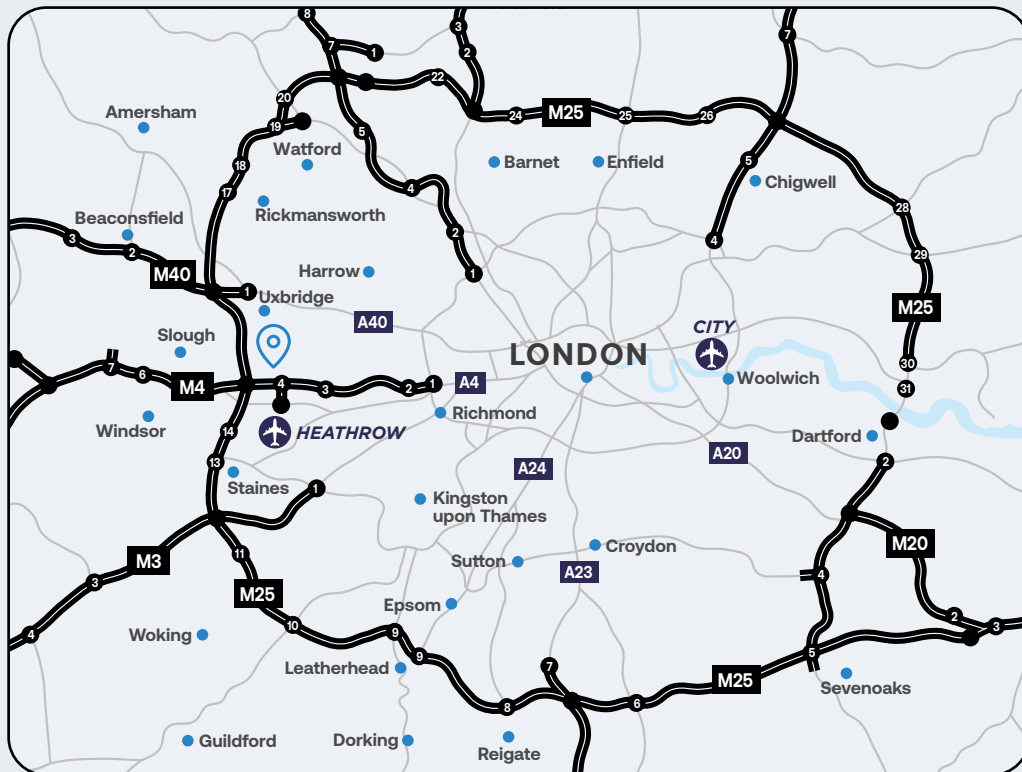 8
3
7
7
1
2
20
22
24
M25
25
26
Amersham
19
5
Watford
Barnet
Enfield
5
18
Chigwell
17
4
Rickmansworth
28
Beaconsfield
3
2
2
4
29
M40
Harrow
1
1
Uxbridge
M25
A40
CITY
Slough
LONDON
30
7
6
M4
4
3
2
1
A4
Woolwich
31
Richmond
Windsor
14
HEATHROW
Dartford
A20
13
2
A24
Staines
1
Kingston
upon Thames
M20
11
Croydon
M3
Sutton
A23
4
3
M25
Epsom
2
10
3
4
Woking
9
5
9
Leatherhead
7
M25
Sevenoaks
8
6
Guildford
Dorking
Reigate